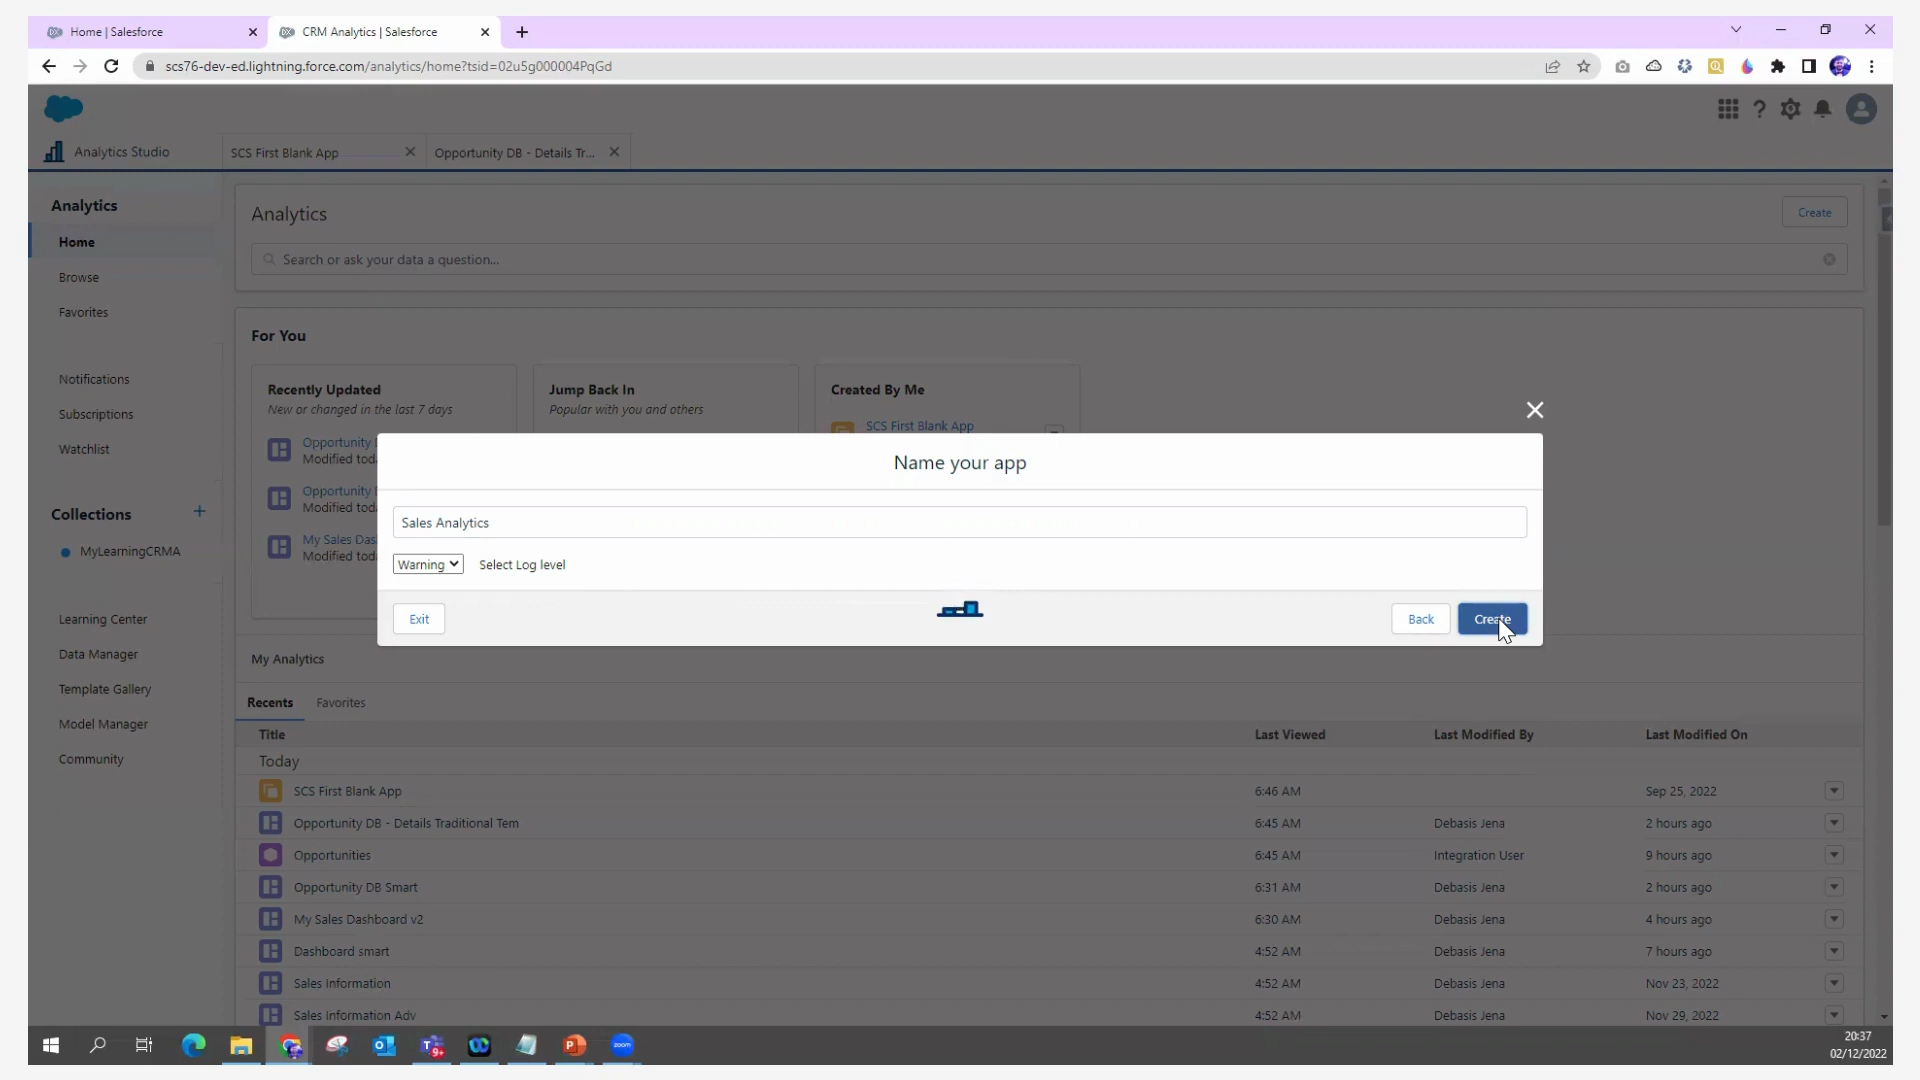 Home | Salesforce
CRM Analytics | Salesforce
scs76-dev-ed.lightning.force.com/analytics/home?tsid=02u5g000004PqGd
Analytics Studio
SCS First Blank App
Opportunity DB - Details Tr...
Analytics
Home
Browse
Favorites
Notifications
Subscriptions
Watchlist
Collections
MyLearningCRMA
Learning Center
Data Manager
Template Gallery
Model Manager
Community
Analytics
Create
Search or ask your data a question...
For You
Recently Updated
New or changed in the last 7 days
Opportunity
Modified
Opportunity
Modified
My Sales
Modified
Jump Back In
Popular with you and others
Created By Me
SCS First Blank App
Name your app
Sales Analytics
Warning Select Log level
Exit
Back
Create
My Analytics
Recents Favorites
Title Last Viewed Last Modified By Last Modified On
Today
SCS First Blank App 6:46 AM Sep 25, 2022
Opportunity DB - Details Traditional Tem 6:45 AM Debasis Jena 2 hours ago
Opportunities 6:45 AM Integration User 9 hours ago
Opportunity DB Smart 6:31 AM Debasis Jena 2 hours ago
My Sales Dashboard v2 6:30 AM Debasis Jena 4 hours ago
Dashboard smart 4:52 AM Debasis Jena 7 hours ago
Sales Information 4:52 AM Debasis Jena Nov 23, 2022
Sales Information Adv 4:52 AM Debasis Jena Nov 29, 2022
9+
zoom
20:37
02/12/2022